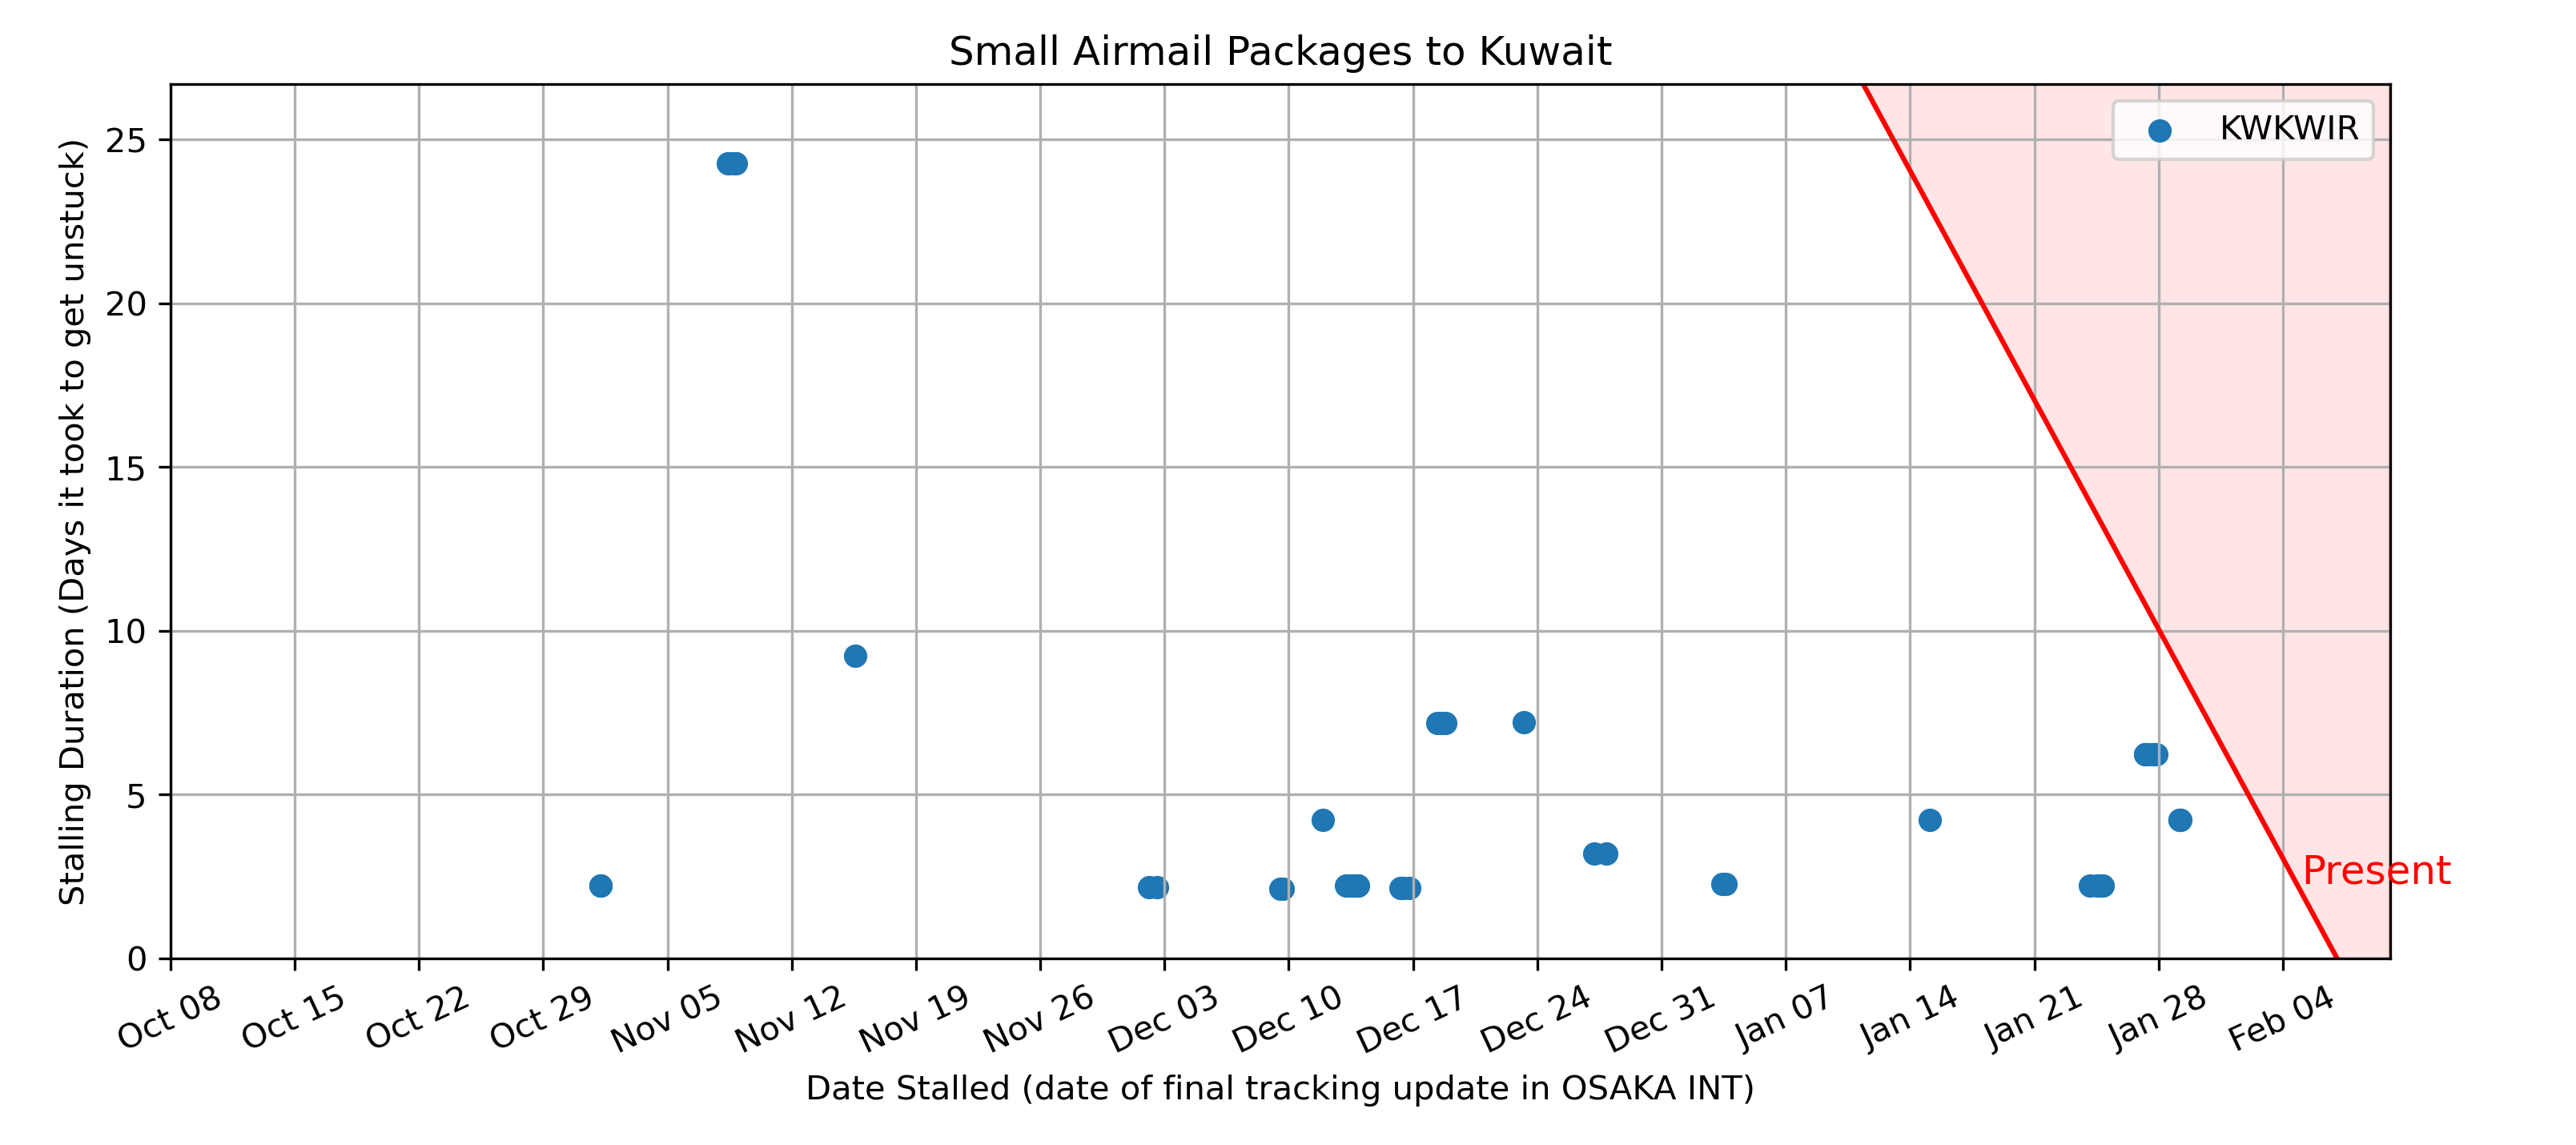 Small Airmail Packages to Kuwait
KWKWIR
Stalling Duration (Days it took to get unstuck)
25
20
15
10
5
0
Present
Oct 08
Oct 15
Oct 22
Oct 29
Nov 05
Nov 12
Nov 19
Nov 26
Dec 03
Dec 10
Dec 17
Dec 24
Dec 31
Jan 07
Jan 14
Jan 21
Jan 28
Feb 04
Date Stalled (date of final tracking update in OSAKA INT)